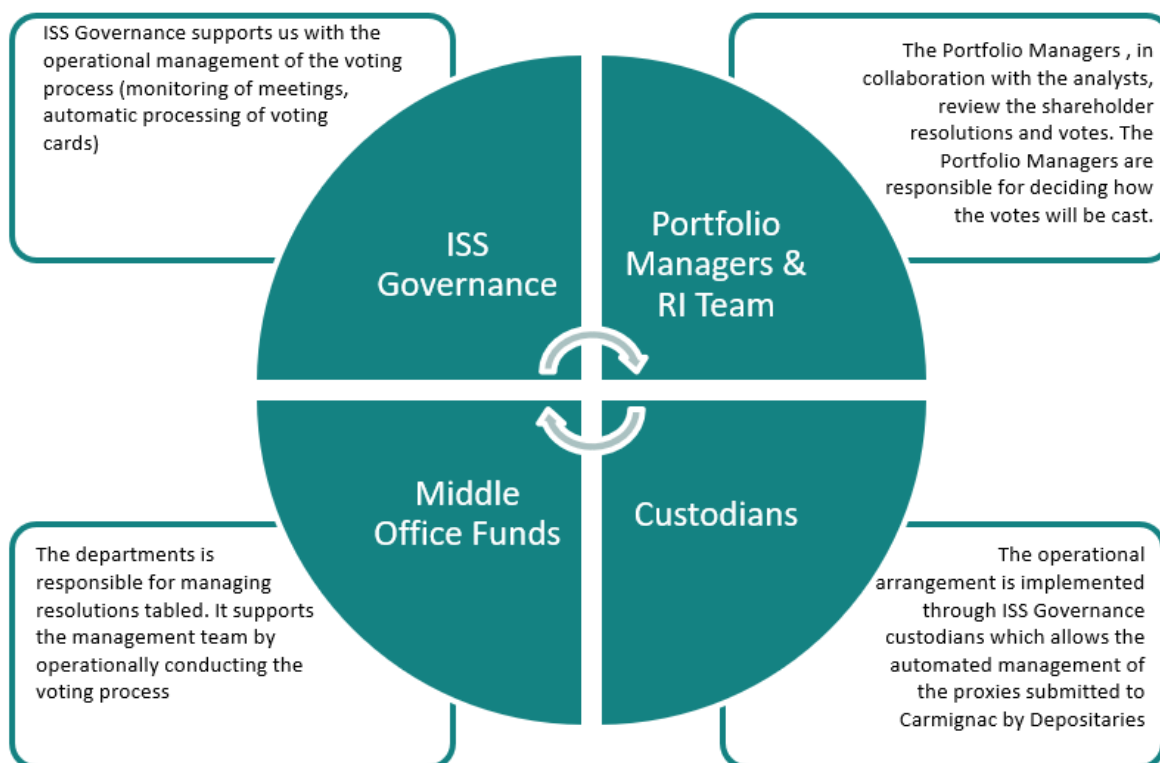 ISS Governance supports us with the
operational management of the voting
process (monitoring of meetings,
automatic processing of voting
cards)
The Portfolio Managers , in
collaboration with the analysts,
review the shareholder
resolutions and votes. The
Portfolio Managers are
responsible for deciding how
the votes will be cast.
ISS
Governance
Portfolio
Managers &
RI Team
Middle
Office Funds
Custodians
The departments is
responsible for managing
resolutions tabled. It supports
the management team by
operationally conducting the
voting process
The operational
arrangement is implemented
through ISS Governance
custodians which allows the
automated management of
the proxies submitted to
Carmignac by Depositaries